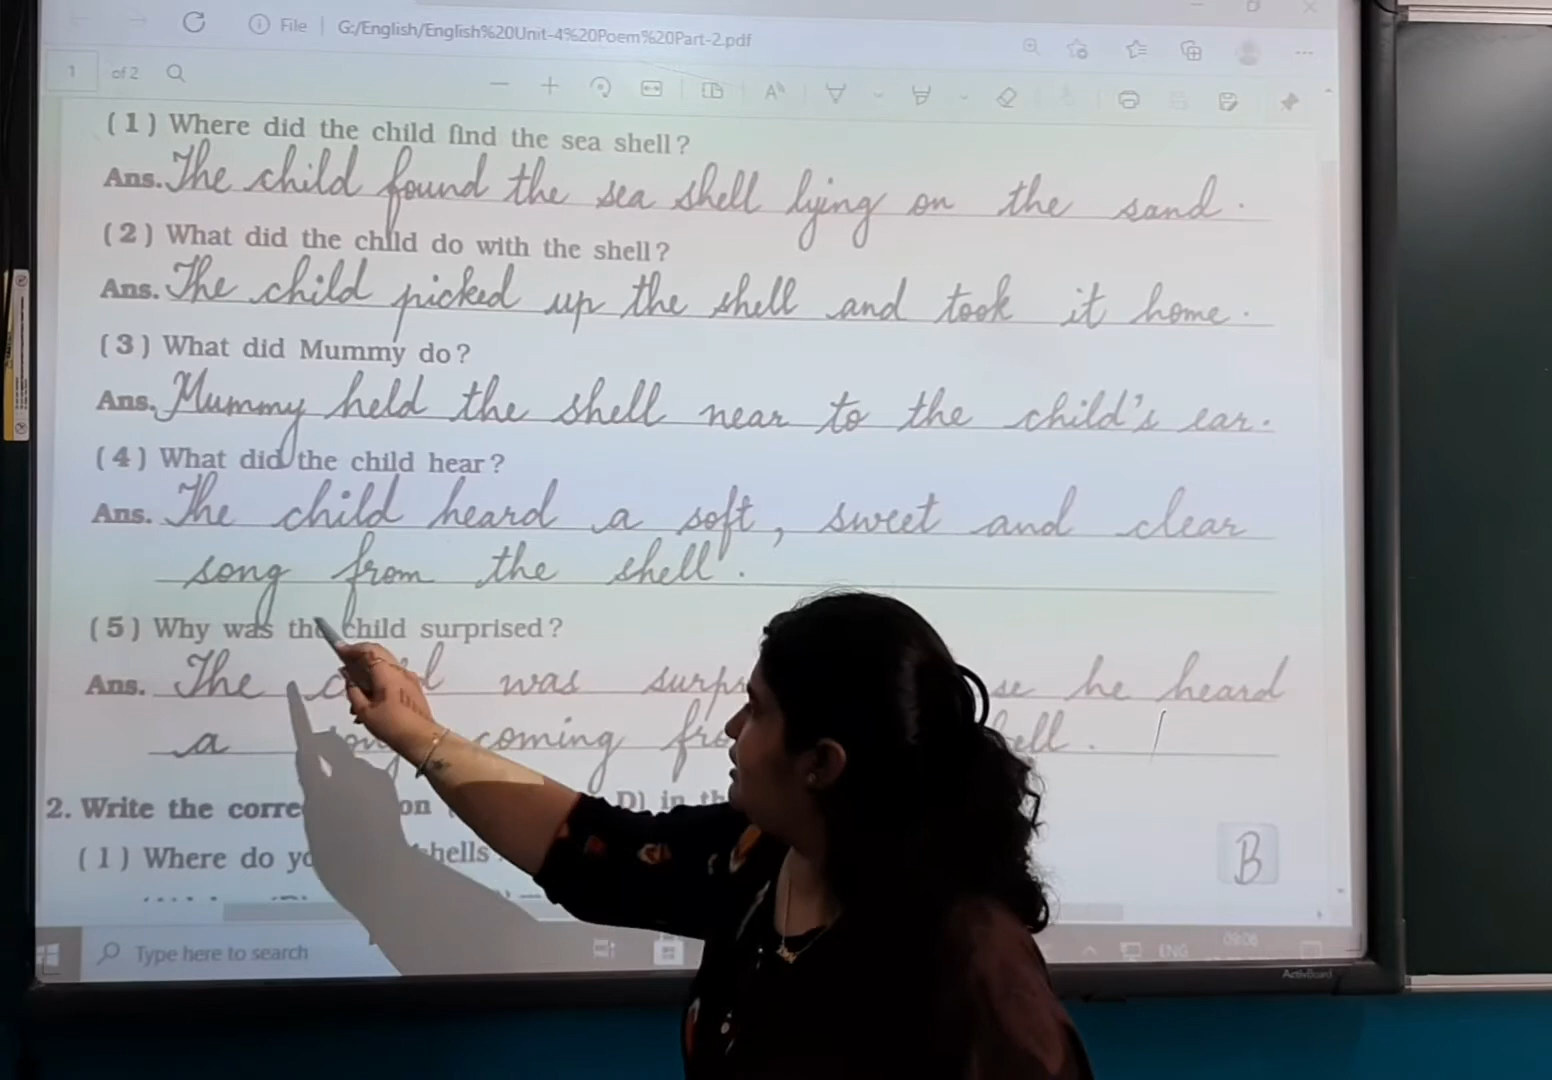 File | G:/English/English%20Unit-4%20Poem%20Part-2.pdf
1 of 2
(1) Where did the child find the sea shell?
Ans. The child found the sea shell lying on the sand.
(2) What did the child do with the shell?
Ans. The child picked up the shell and took it home.
(3) What did Mummy do?
Ans. Mummy held the shell near to the child's ear.
(4) What did the child hear?
Ans. The child heard a soft, sweet and clear
song from the shell.
(5) Why was the child surprised?
Ans. The was he heard
a coming
2. Write the in
(1) Where do
B
Type here to search
ENG 09:06
ActivBoard